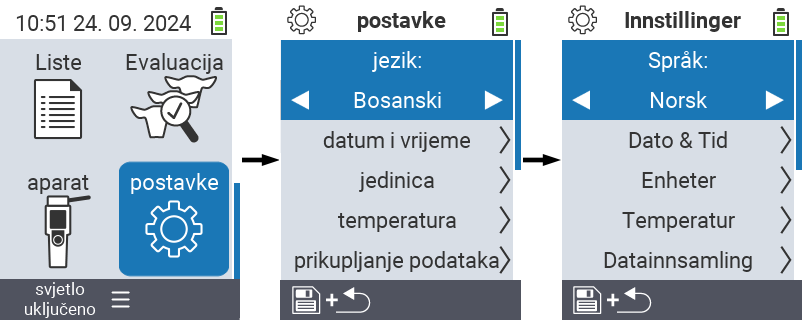 10:51 24. 09. 2024
Liste
Evaluacija
aparat
postavke
svjetlo
uključeno
postavke
jezik:
Bosanski
datum i vrijeme
jedinica
temperatura
prikupljanje podataka
Innstillinger
Språk:
Norsk
Dato & Tid
Enheter
Temperatur
Datainnsamling